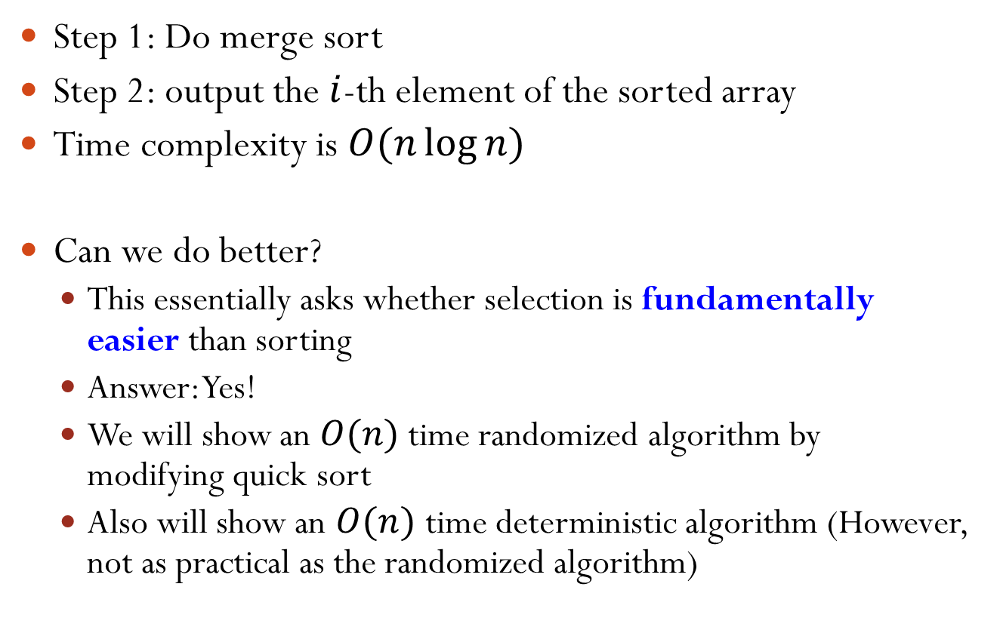 • Step 1: Do merge sort
• Step 2: output the i-th element of the sorted array
• Time complexity is O(n log n)
• Can we do better?
• This essentially asks whether selection is fundamentally
easier than sorting
• Answer: Yes!
• We will show an O(n) time randomized algorithm by
modifying quick sort
• Also will show an O(n) time deterministic algorithm (However,
not as practical as the randomized algorithm)